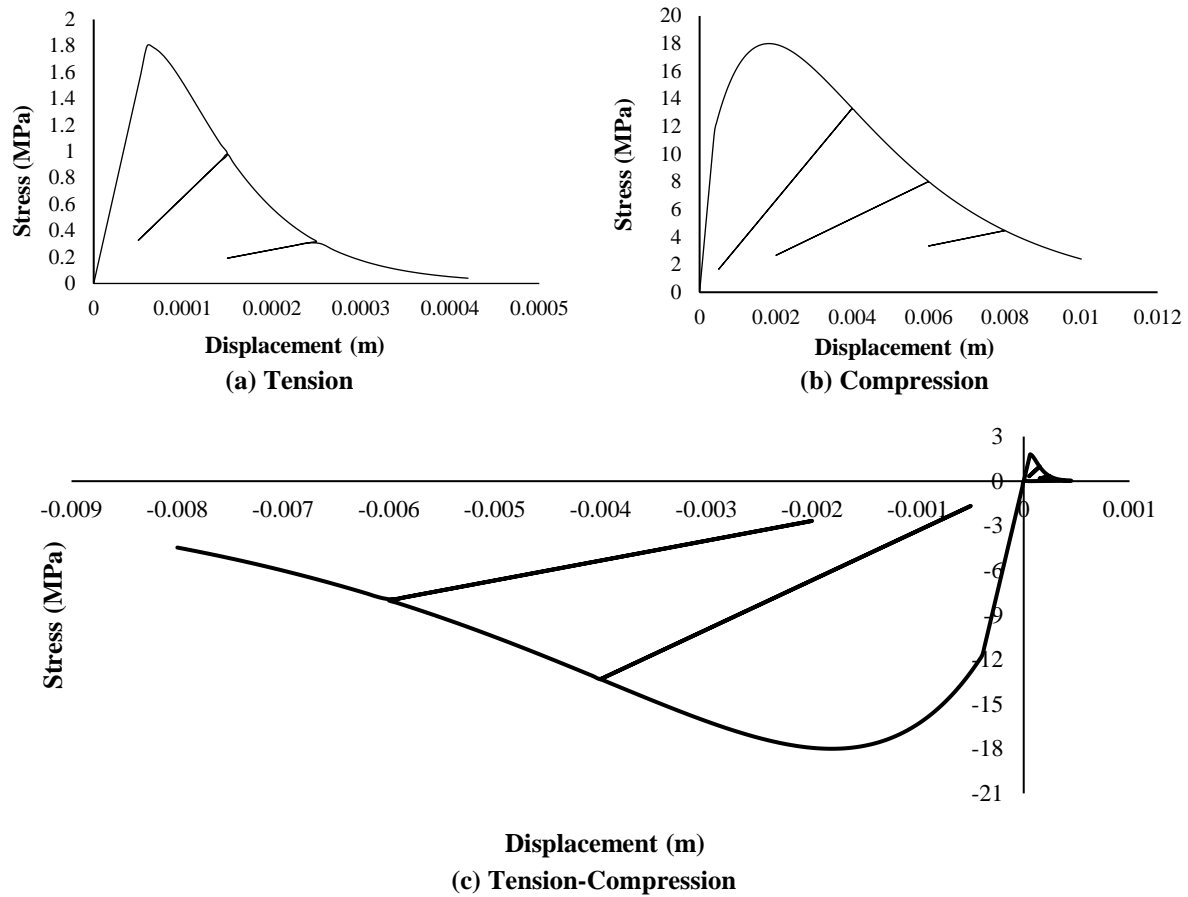 2
1.8
1.6
1.4
1.2
1
0.8
0.6
0.4
0.2
0
Stress (MPa)
0 0.0001 0.0002 0.0003 0.0004 0.0005
Displacement (m)
(a) Tension
20
18
16
14
12
10
8
6
4
2
0
Stress (MPa)
0 0.002 0.004 0.006 0.008 0.01 0.012
Displacement (m)
(b) Compression
3
0
-3
-6
-9
-12
-15
-18
-21
-0.009 -0.008 -0.007 -0.006 -0.005 -0.004 -0.003 -0.002 -0.001 0 0.001
Stress (MPa)
Displacement (m)
(c) Tension-Compression